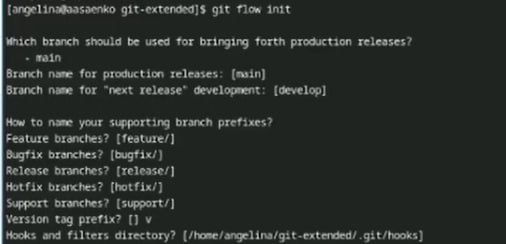 [angelina@aasaenko git-extended]$ git flow init
Which branch should be used for bringing forth production releases?
- main
Branch name for production releases: [main]
Branch name for "next release" development: [develop]
How to name your supporting branch prefixes?
Feature branches? [feature/]
Bugfix branches? [bugfix/]
Release branches? [release/]
Hotfix branches? [hotfix/]
Support branches? [support/]
Version tag prefix? [] v
Hooks and filters directory? [/home/angelina/git-extended/.git/hooks]